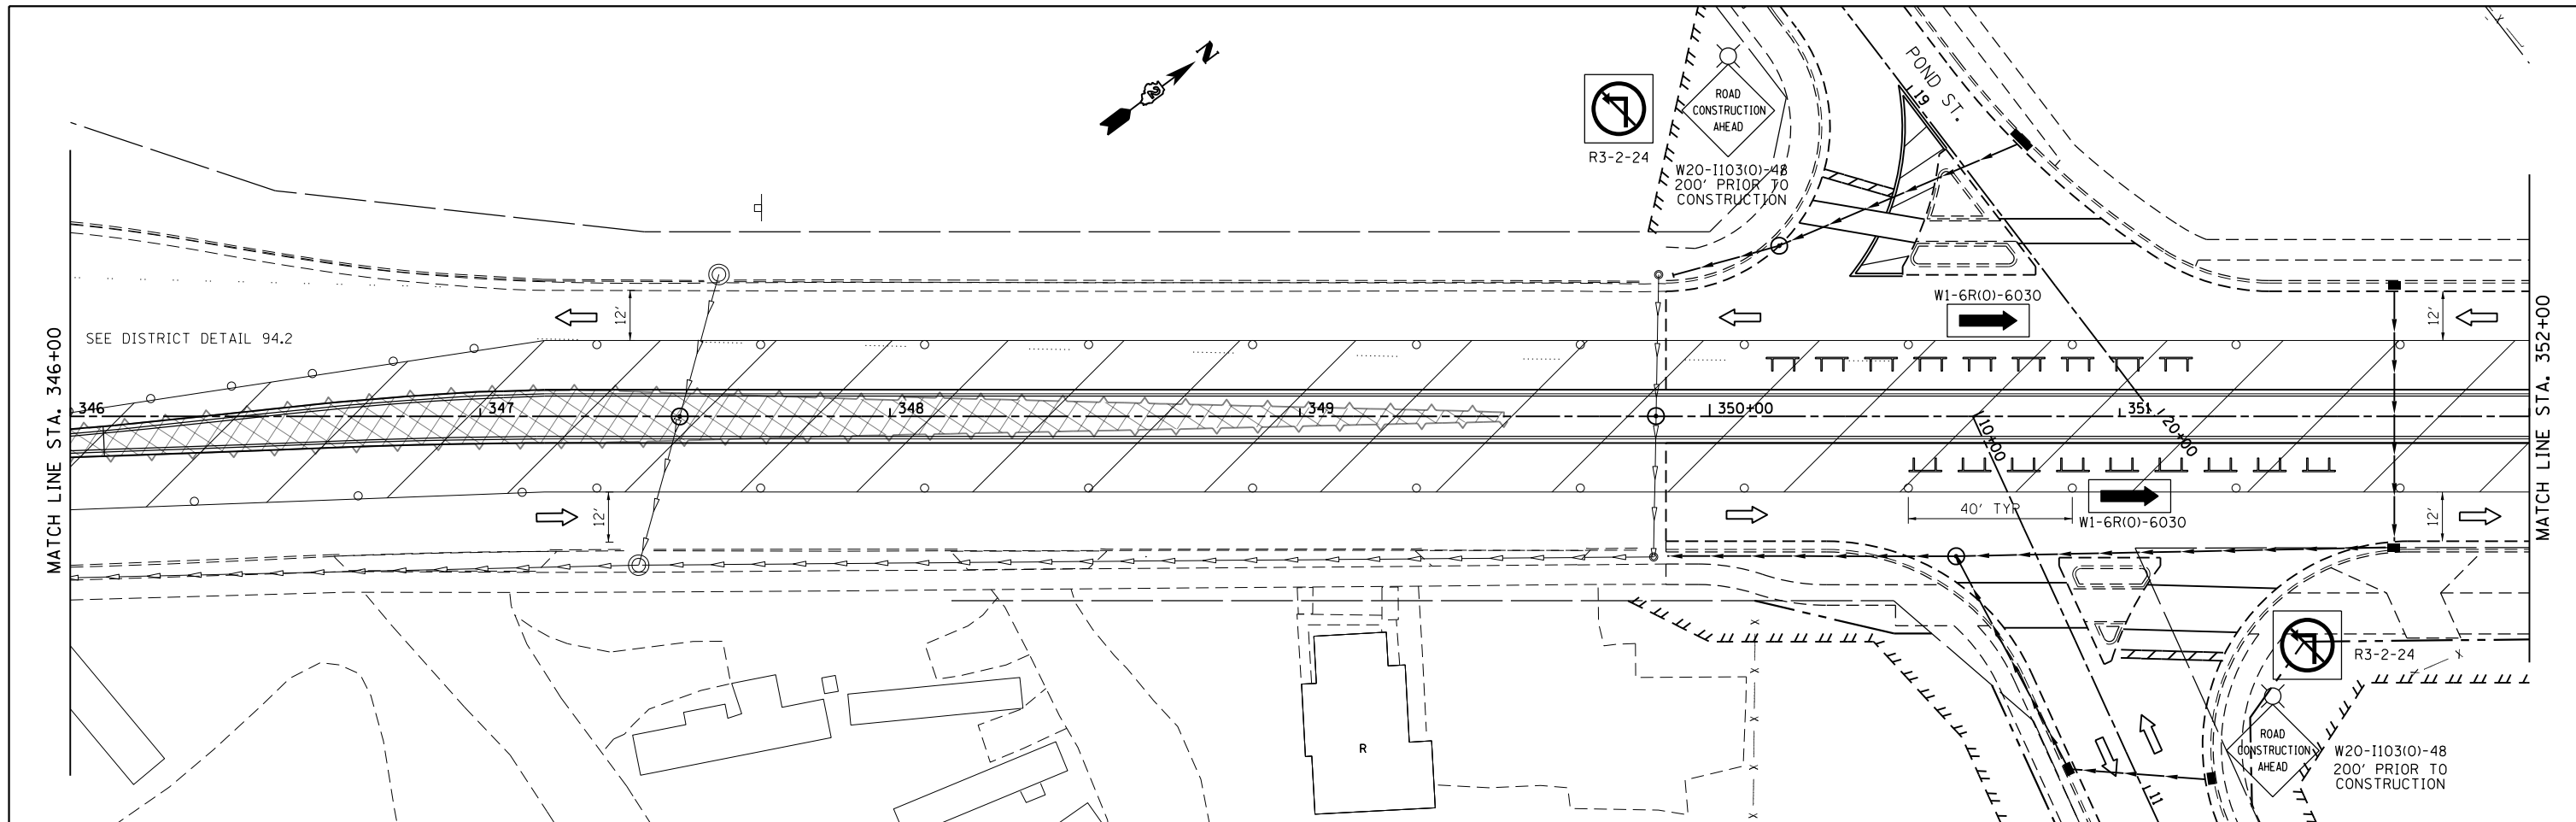 N
POND ST.
19
ROAD
CONSTRUCTION
AHEAD
R3-2-24
W20-I103(O)-48
200' PRIOR TO
CONSTRUCTION
W1-6R(O)-6030
12'
12'
SEE DISTRICT DETAIL 94.2
MATCH LINE STA. 346+00
MATCH LINE STA. 352+00
346
347
348
349
350+00
351
10+00
20+00
12'
40' TYP
W1-6R(O)-6030
12'
R3-2-24
R
ROAD
CONSTRUCTION
AHEAD
W20-I103(O)-48
200' PRIOR TO
CONSTRUCTION
11